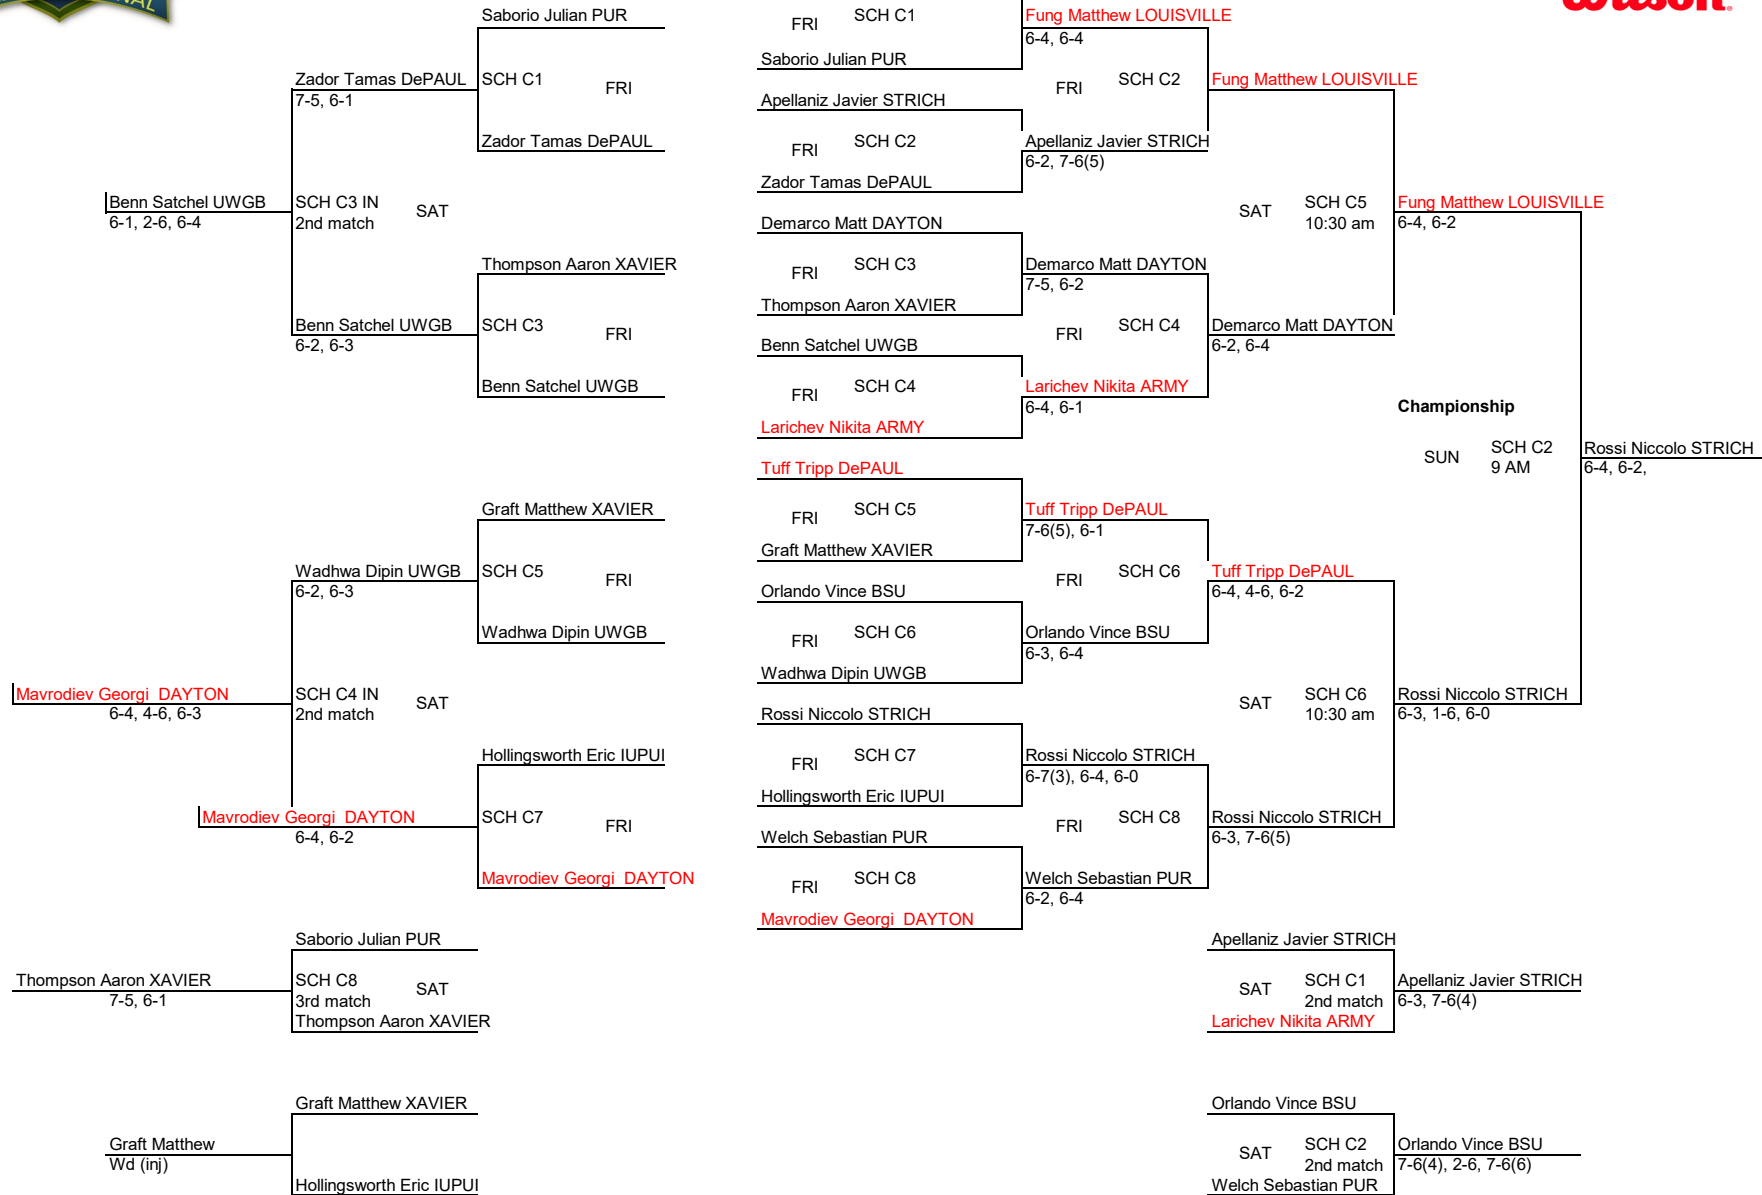 NAL
Wilson.
Saborio Julian PUR
FRI
SCH C1
Fung Matthew LOUISVILLE
6-4, 6-4
Saborio Julian PUR
Zador Tamas DePAUL
SCH C1
FRI
FRI
SCH C2
Fung Matthew LOUISVILLE
7-5, 6-1
Apellaniz Javier STRICH
Zador Tamas DePAUL
FRI
SCH C2
Apellaniz Javier STRICH
6-2, 7-6(5)
Zador Tamas DePAUL
Benn Satchel UWGB
SCH C3 IN
SAT
SAT
SCH C5
Fung Matthew LOUISVILLE
6-1, 2-6, 6-4
2nd match
Demarco Matt DAYTON
10:30 am
6-4, 6-2
Thompson Aaron XAVIER
FRI
SCH C3
Demarco Matt DAYTON
7-5, 6-2
Thompson Aaron XAVIER
Benn Satchel UWGB
SCH C3
FRI
FRI
SCH C4
Demarco Matt DAYTON
6-2, 6-3
Benn Satchel UWGB
6-2, 6-4
Benn Satchel UWGB
FRI
SCH C4
Larichev Nikita ARMY
6-4, 6-1
Championship
Larichev Nikita ARMY
SUN
SCH C2
9 AM
Rossi Niccolo STRICH
6-4, 6-2,
Tuff Tripp DePAUL
Graft Matthew XAVIER
FRI
SCH C5
Tuff Tripp DePAUL
7-6(5), 6-1
Graft Matthew XAVIER
Wadhwa Dipin UWGB
SCH C5
FRI
FRI
SCH C6
Tuff Tripp DePAUL
6-2, 6-3
Orlando Vince BSU
6-4, 4-6, 6-2
Wadhwa Dipin UWGB
FRI
SCH C6
Orlando Vince BSU
6-3, 6-4
Wadhwa Dipin UWGB
Mavrodiev Georgi  DAYTON
SCH C4 IN
SAT
SAT
SCH C6
Rossi Niccolo STRICH
6-4, 4-6, 6-3
2nd match
Rossi Niccolo STRICH
10:30 am
6-3, 1-6, 6-0
Hollingsworth Eric IUPUI
FRI
SCH C7
Rossi Niccolo STRICH
6-7(3), 6-4, 6-0
Hollingsworth Eric IUPUI
Mavrodiev Georgi  DAYTON
SCH C7
FRI
FRI
SCH C8
Rossi Niccolo STRICH
6-4, 6-2
Welch Sebastian PUR
6-3, 7-6(5)
Mavrodiev Georgi  DAYTON
FRI
SCH C8
Welch Sebastian PUR
6-2, 6-4
Mavrodiev Georgi  DAYTON
Saborio Julian PUR
Apellaniz Javier STRICH
Thompson Aaron XAVIER
SCH C8
SAT
SAT
SCH C1
Apellaniz Javier STRICH
7-5, 6-1
3rd match
2nd match
6-3, 7-6(4)
Thompson Aaron XAVIER
Larichev Nikita ARMY
Graft Matthew XAVIER
Orlando Vince BSU
Graft Matthew
SAT
SCH C2
Orlando Vince BSU
Wd (inj)
2nd match
7-6(4), 2-6, 7-6(6)
Hollingsworth Eric IUPUI
Welch Sebastian PUR